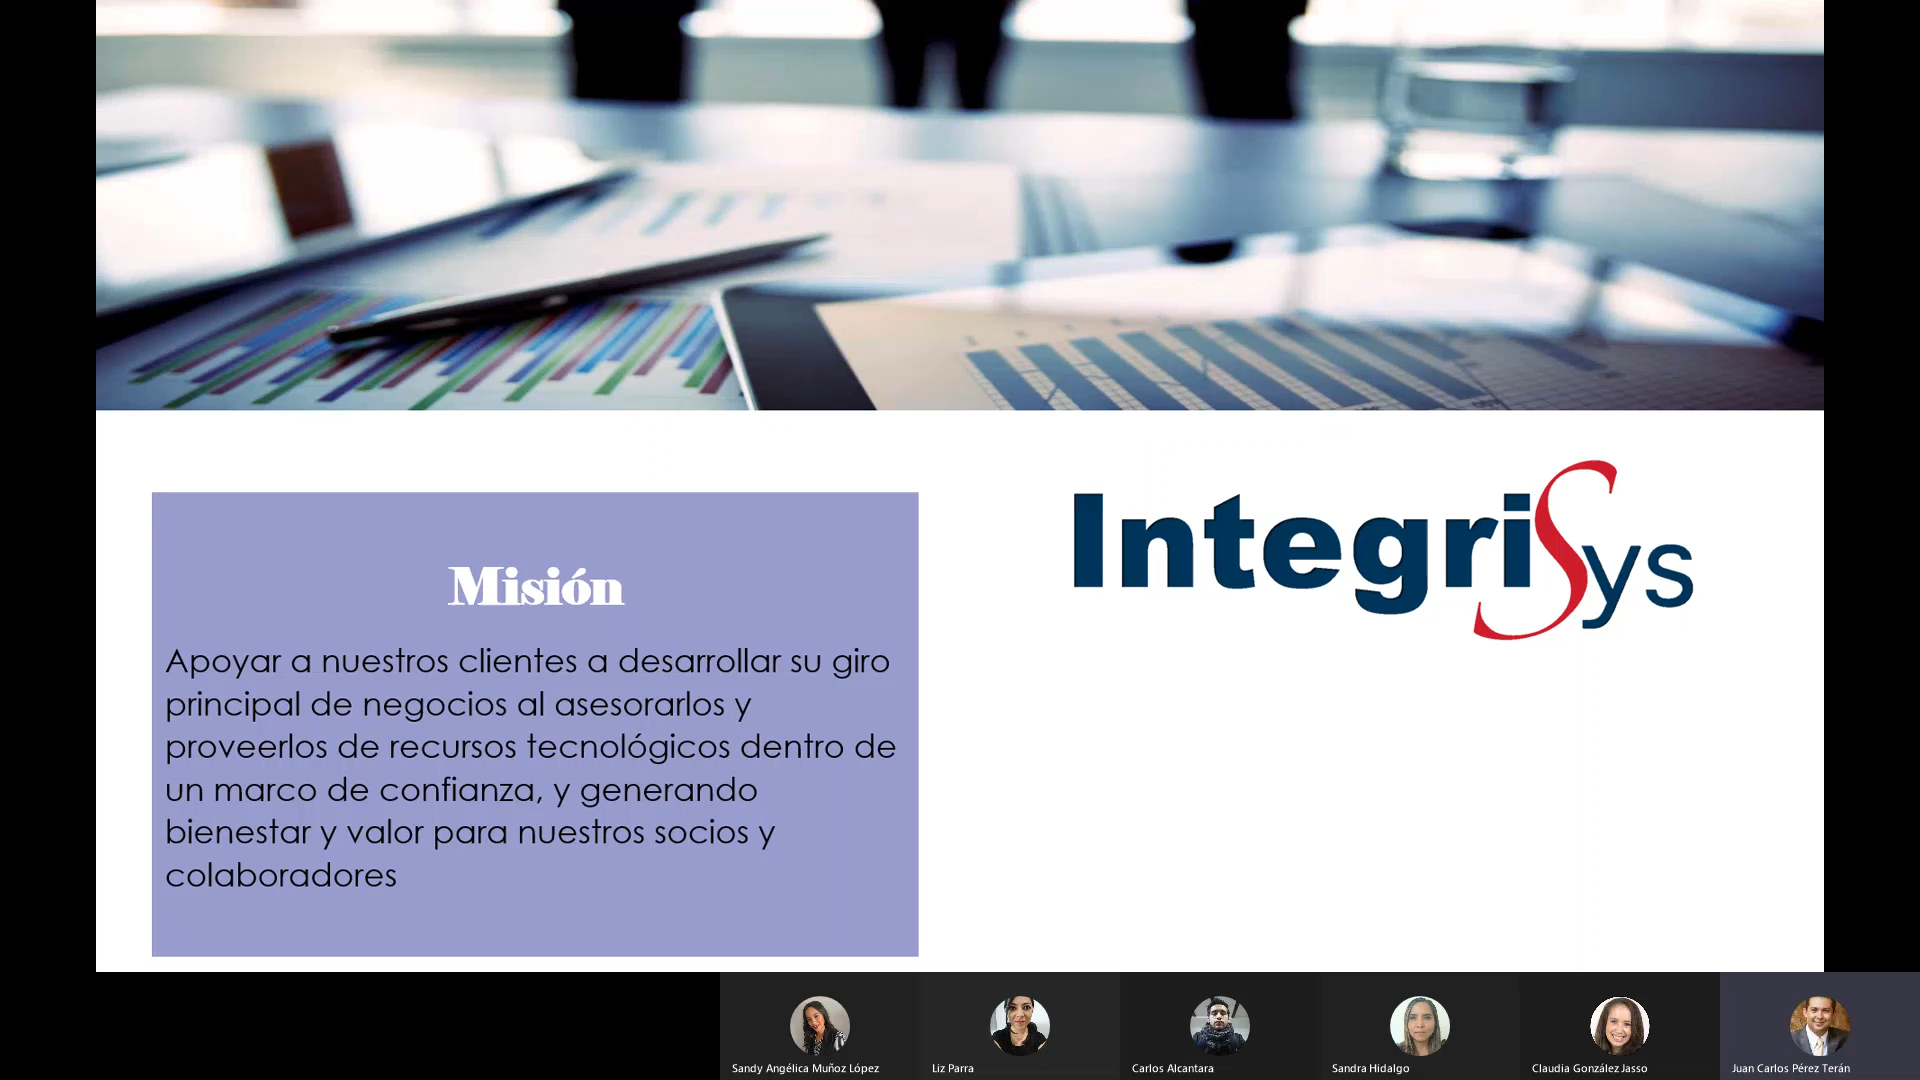 IntegriSys
Misión
Apoyar a nuestros clientes a desarrollar su giro
principal de negocios al asesorarlos y
proveerlos de recursos tecnológicos dentro de
un marco de confianza, y generando
bienestar y valor para nuestros socios y
colaboradores
Sandy Angélica Muñoz López
Liz Parra
Carlos Alcantara
Sandra Hidalgo
Claudia González Jasso
Juan Carlos Pérez Terán